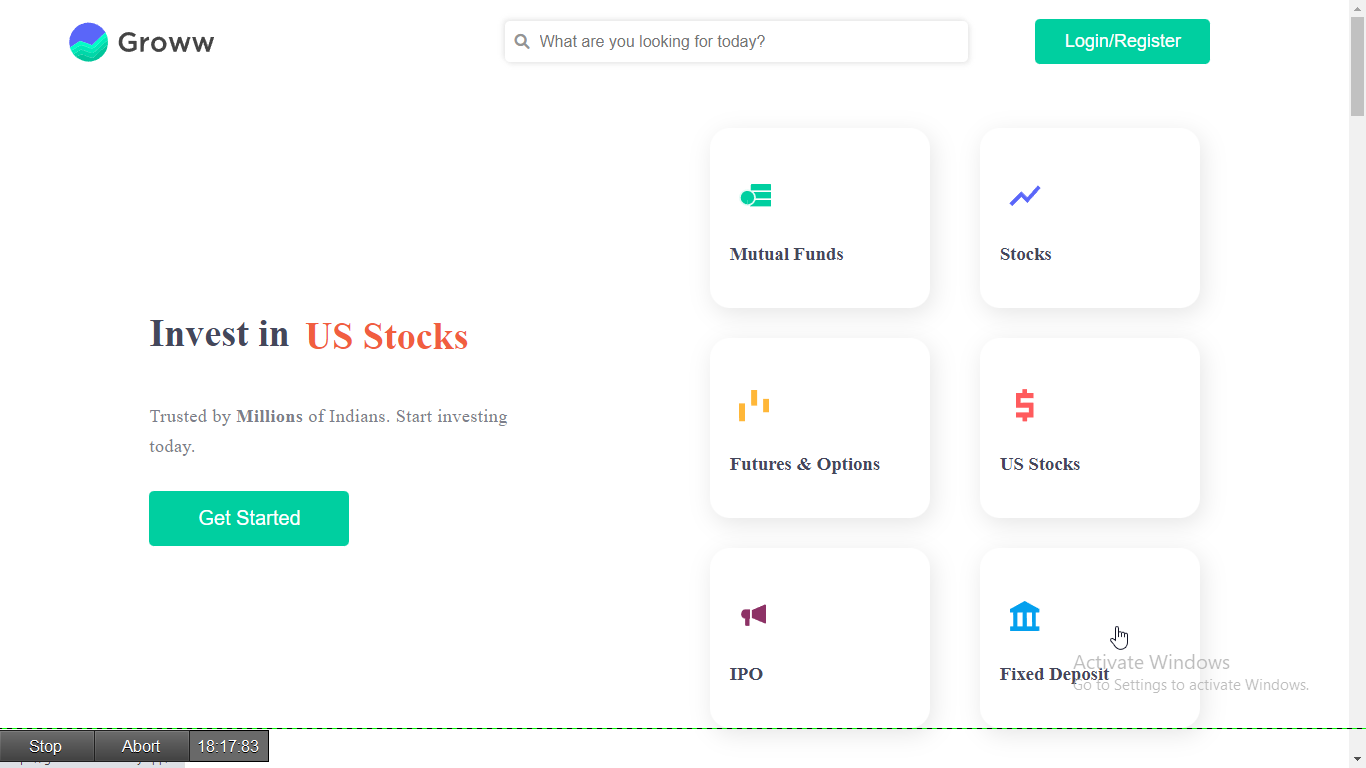 Groww
What are you looking for today?
Login/Register
Mutual Funds
Stocks
Invest in US Stocks
Trusted by Millions of Indians. Start investing
today.
Get Started
Futures & Options
US Stocks
IPO
Fixed Deposit
Activate Windows
Go to Settings to activate Windows.
Stop
Abort
18:17:83